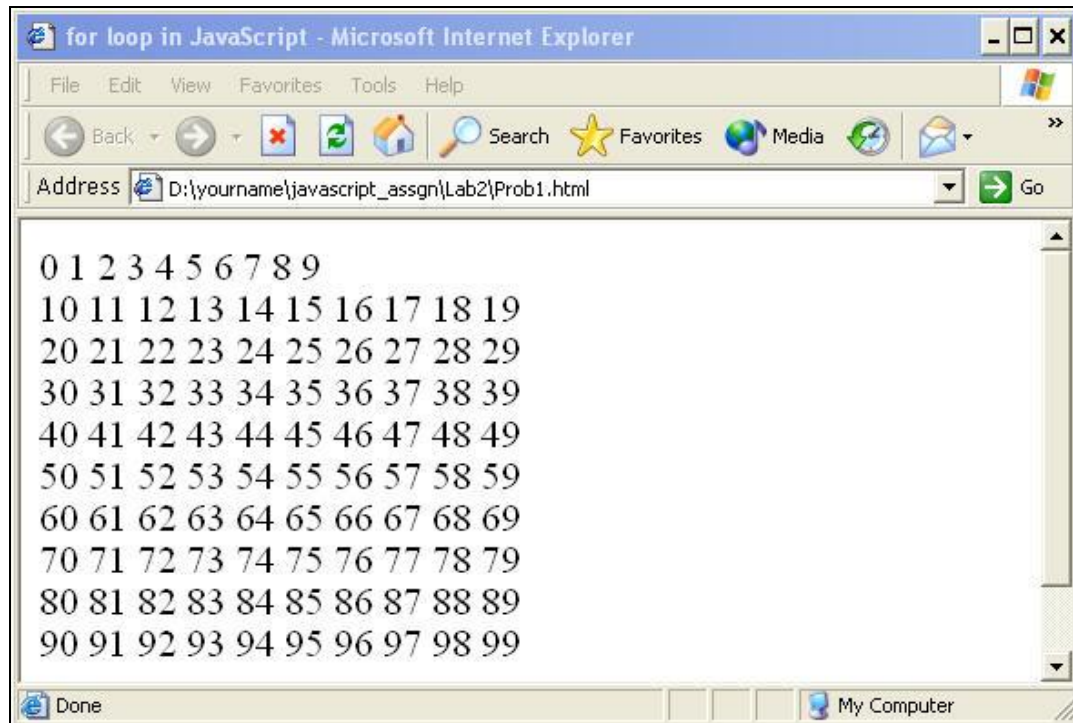 for loop in JavaScript - Microsoft Internet Explorer
File Edit View Favorites Tools Help
Back Search Favorites Media »
Address D:\yourname\javascript_assgn\Lab2\Prob1.html Go
0 1 2 3 4 5 6 7 8 9
10 11 12 13 14 15 16 17 18 19
20 21 22 23 24 25 26 27 28 29
30 31 32 33 34 35 36 37 38 39
40 41 42 43 44 45 46 47 48 49
50 51 52 53 54 55 56 57 58 59
60 61 62 63 64 65 66 67 68 69
70 71 72 73 74 75 76 77 78 79
80 81 82 83 84 85 86 87 88 89
90 91 92 93 94 95 96 97 98 99
Done My Computer